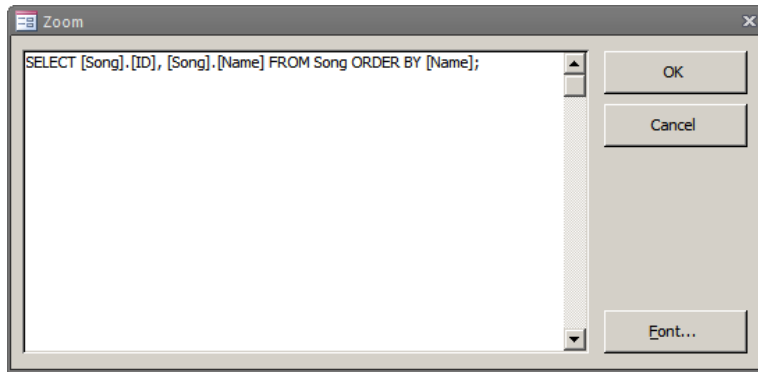 Zoom
SELECT [Song].[ID], [Song].[Name] FROM Song ORDER BY [Name];
OK
Cancel
Font...